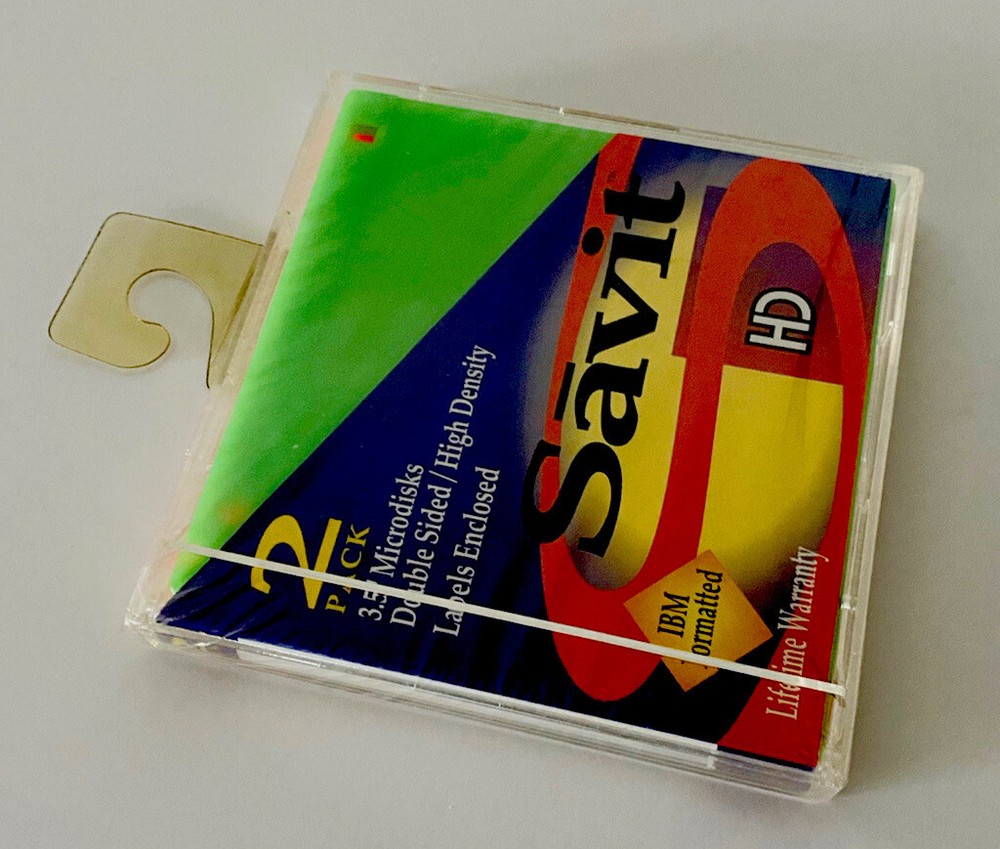 Sāvit
HD
2
PACK
3.5" Microdisks
Double Sided / High Density
Labels Enclosed
IBM
Formatted
Lifetime Warranty